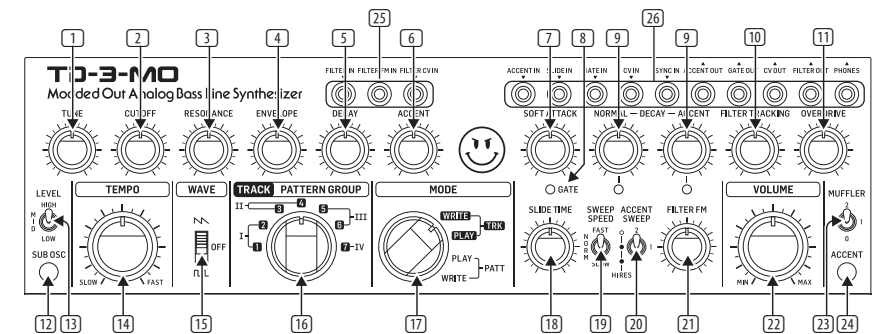 1 2 3 4 5 25 6 7 8 9 26 9 10 11
TD-3-MO
Modded Out Analog Bass Line Synthesizer
FILTER IN FILTER FM IN FILTER CV IN
ACCENT IN SLIDE IN GATE IN CV IN SYNC IN ACCENT OUT GATE OUT CV OUT FILTER OUT PHONES
TUNE CUTOFF RESONANCE ENVELOPE DECAY ACCENT
SOFT ATTACK NORMAL — DECAY — ACCENT FILTER TRACKING OVERDRIVE
GATE
LEVEL
HIGH
MID
LOW
SUB OSC
TEMPO
SLOW FAST
WAVE
OFF
TRACK PATTERN GROUP
I II III IV
1 2 3 4 5 6 7
MODE
WRITE
PLAY
TRK
PLAY
WRITE
PATT
SLIDE TIME
SWEEP SPEED
FAST
NORM
SLOW
ACCENT SWEEP
2
1
0
HIRES
FILTER FM
VOLUME
MIN MAX
MUFFLER
2
1
0
ACCENT
12 13 14 15 16 17 18 19 20 21 22 23 24